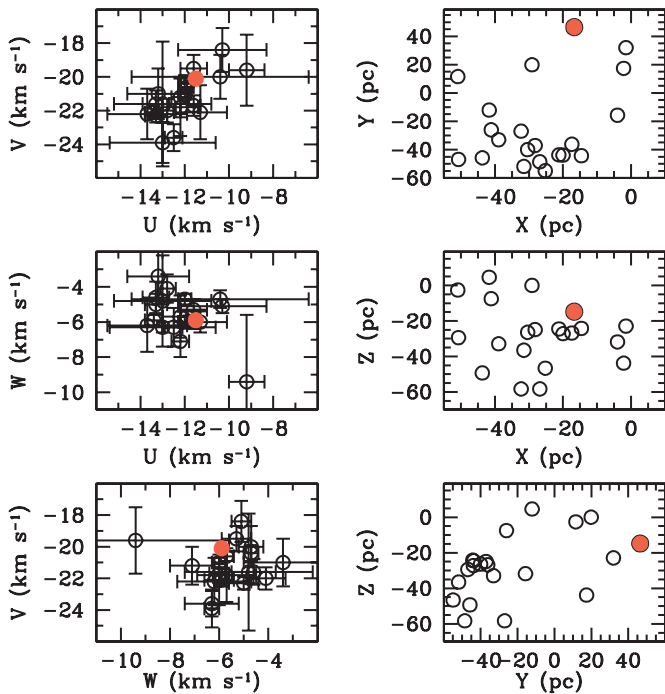 −18
−20
−22
−24
V (km s⁻¹)
−14 −12 −10 −8
U (km s⁻¹)
40
20
0
−20
−40
−60
Y (pc)
−40 −20 0
X (pc)
−4
−6
−8
−10
W (km s⁻¹)
−14 −12 −10 −8
U (km s⁻¹)
0
−20
−40
−60
Z (pc)
−40 −20 0
X (pc)
−18
−20
−22
−24
V (km s⁻¹)
−10 −8 −6 −4
W (km s⁻¹)
0
−20
−40
−60
Z (pc)
−40−20 0 20 40
Y (pc)